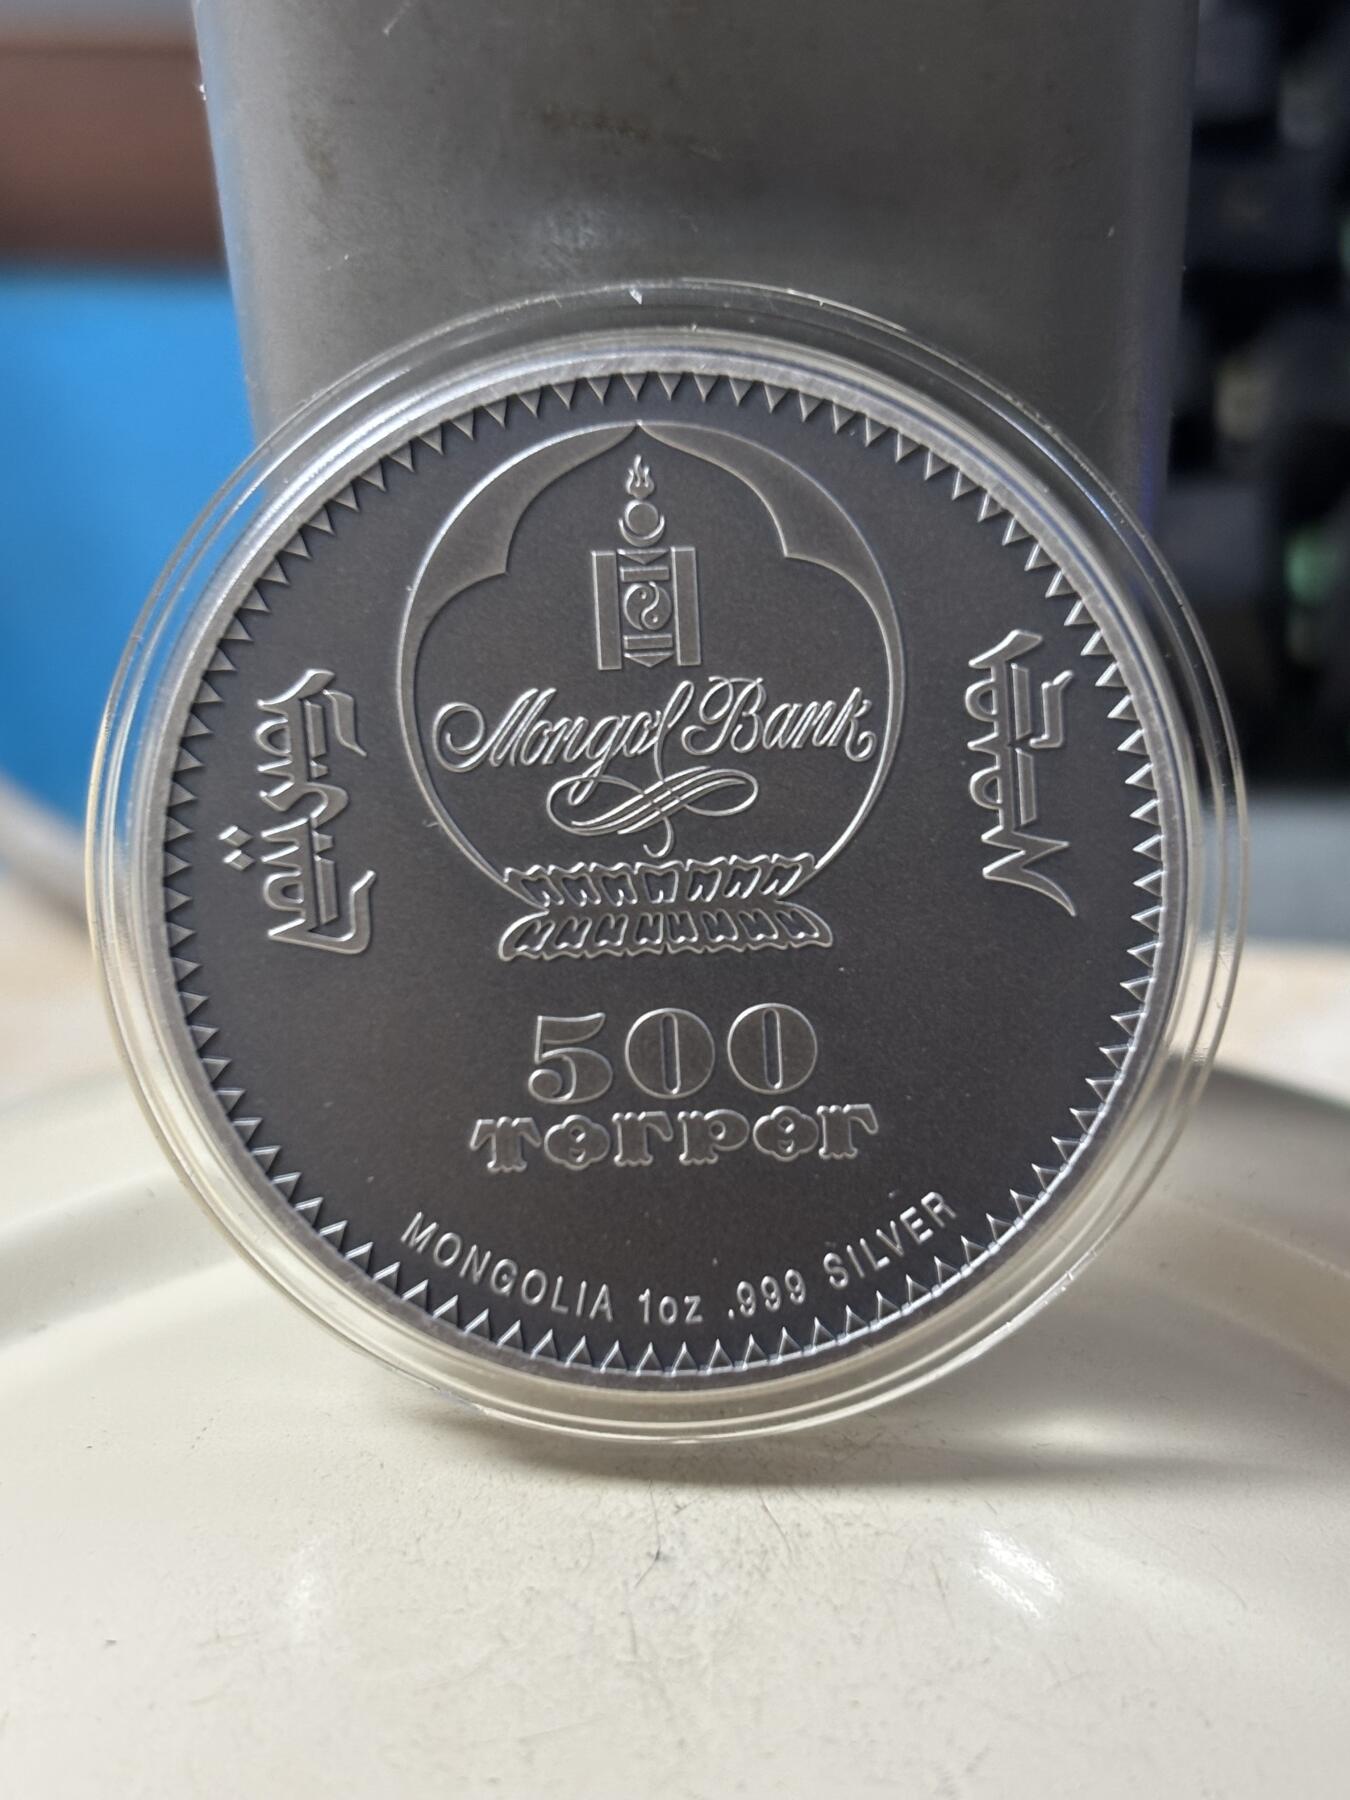 Mongol Bank
500
ТӨГРӨГ
MONGOLIA 1oz .999 SILVER